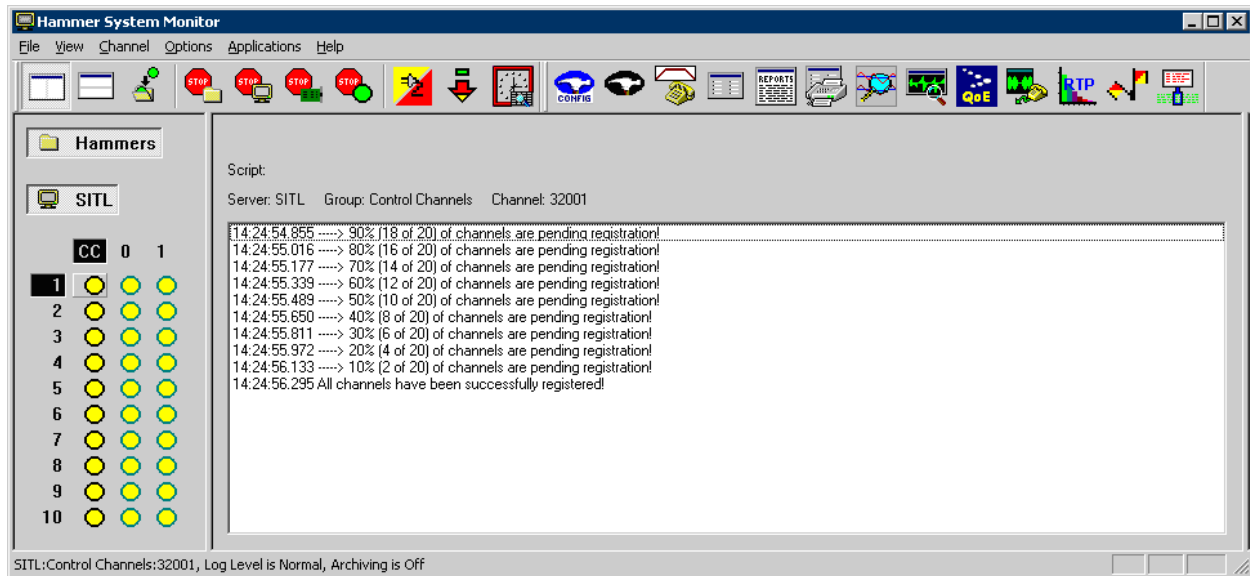 Hammer System Monitor
File View Channel Options Applications Help
STOP STOP STOP STOP 2 CONFIG REPORTS QoE RTP
Hammers
SITL
CC 0 1
1
2
3
4
5
6
7
8
9
10
Script:
Server: SITL Group: Control Channels Channel: 32001
14:24:54.855 -----> 90% (18 of 20) of channels are pending registration!
14:24:55.016 -----> 80% (16 of 20) of channels are pending registration!
14:24:55.177 -----> 70% (14 of 20) of channels are pending registration!
14:24:55.339 -----> 60% (12 of 20) of channels are pending registration!
14:24:55.489 -----> 50% (10 of 20) of channels are pending registration!
14:24:55.650 -----> 40% (8 of 20) of channels are pending registration!
14:24:55.811 -----> 30% (6 of 20) of channels are pending registration!
14:24:55.972 -----> 20% (4 of 20) of channels are pending registration!
14:24:56.133 -----> 10% (2 of 20) of channels are pending registration!
14:24:56.295 All channels have been successfully registered!
SITL:Control Channels:32001, Log Level is Normal, Archiving is Off